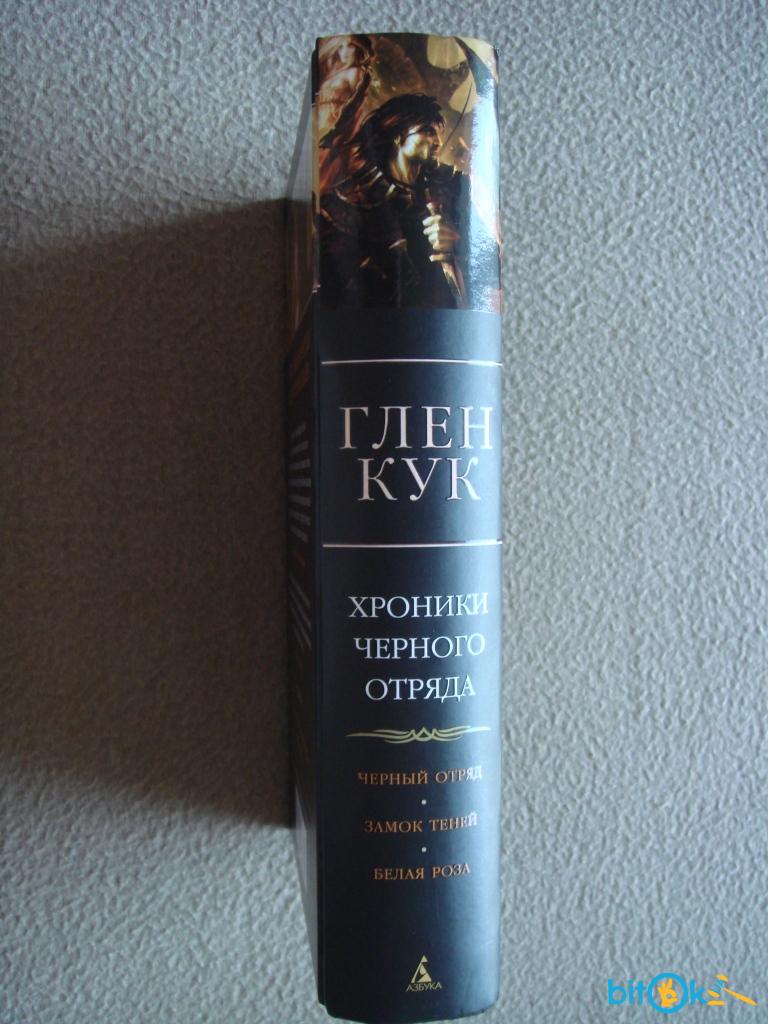 ГЛЕН
КУК
ХРОНИКИ
ЧЕРНОГО
ОТРЯДА
ЧЕРНЫЙ ОТРЯД
ЗАМОК ТЕНЕЙ
БЕЛАЯ РОЗА
АЗБУКА
bitOk